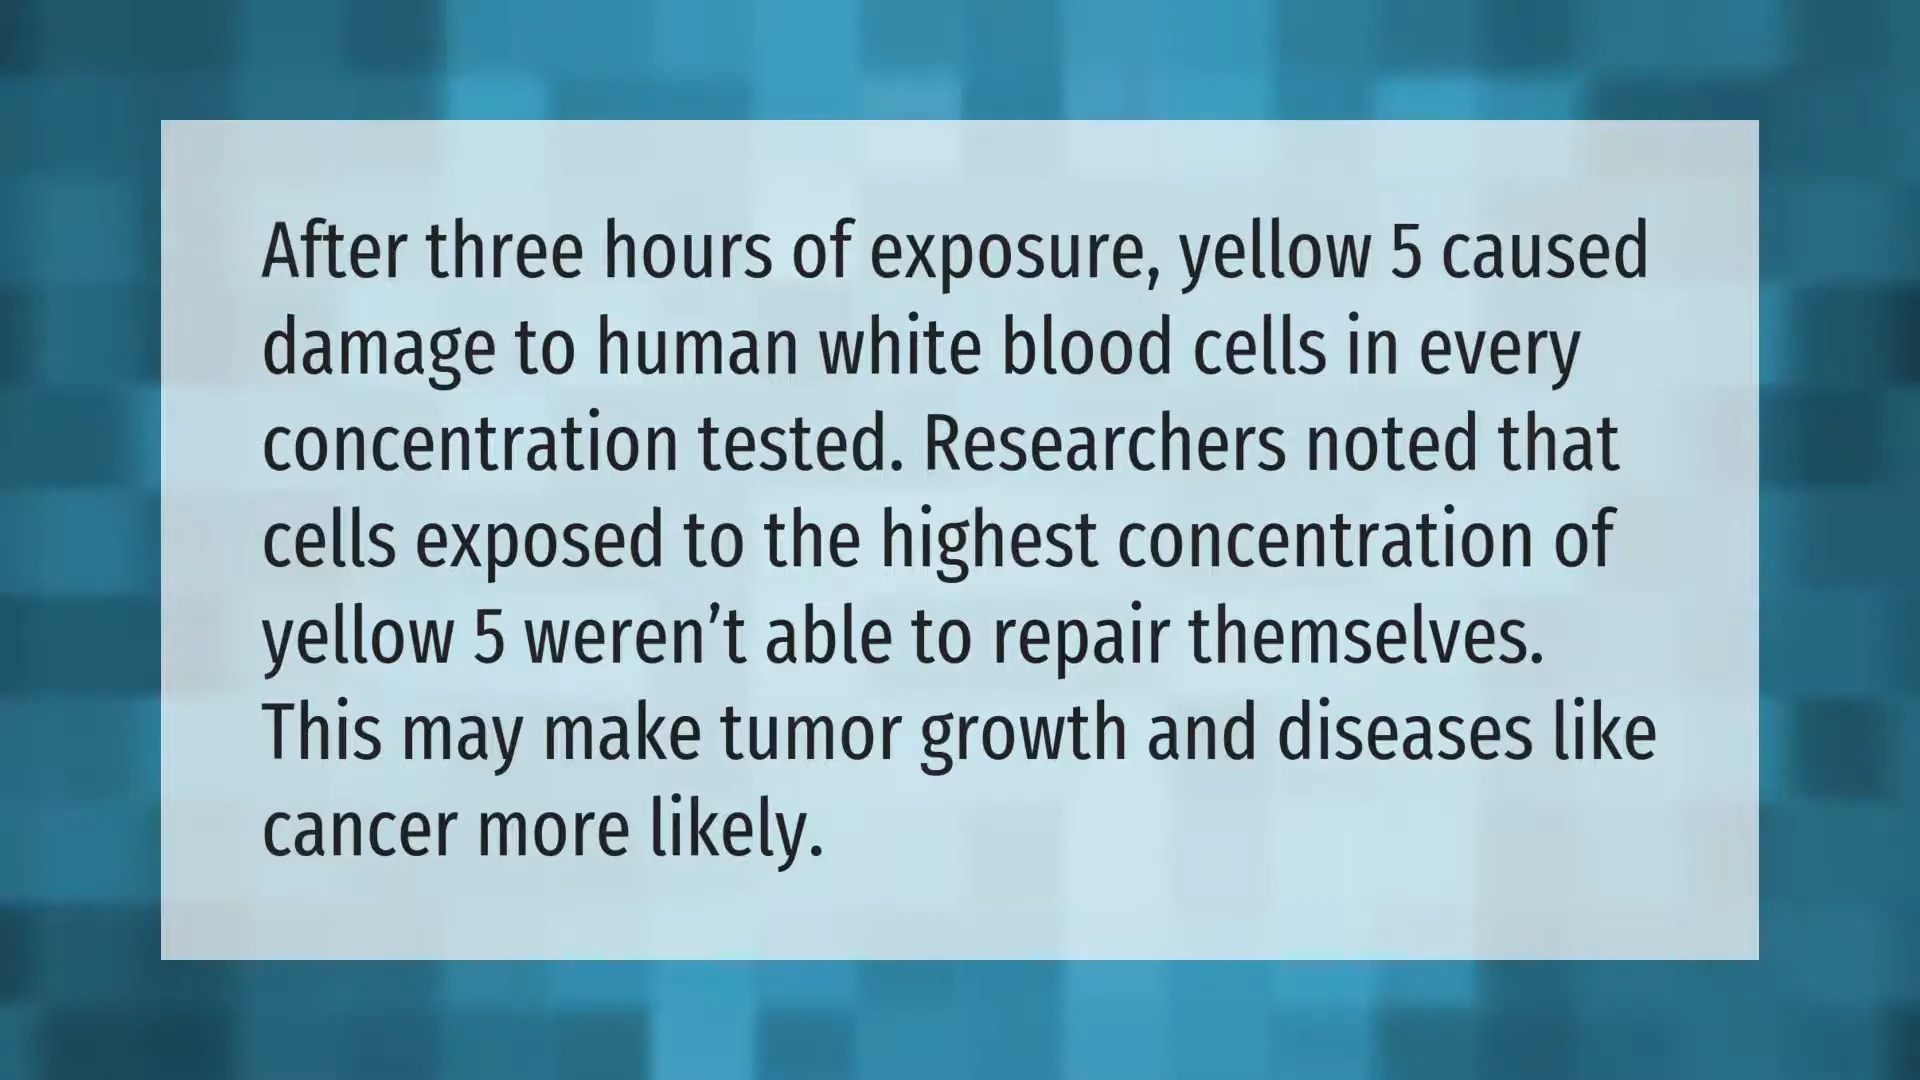 After three hours of exposure, yellow 5 caused
damage to human white blood cells in every
concentration tested. Researchers noted that
cells exposed to the highest concentration of
yellow 5 weren’t able to repair themselves.
This may make tumor growth and diseases like
cancer more likely.